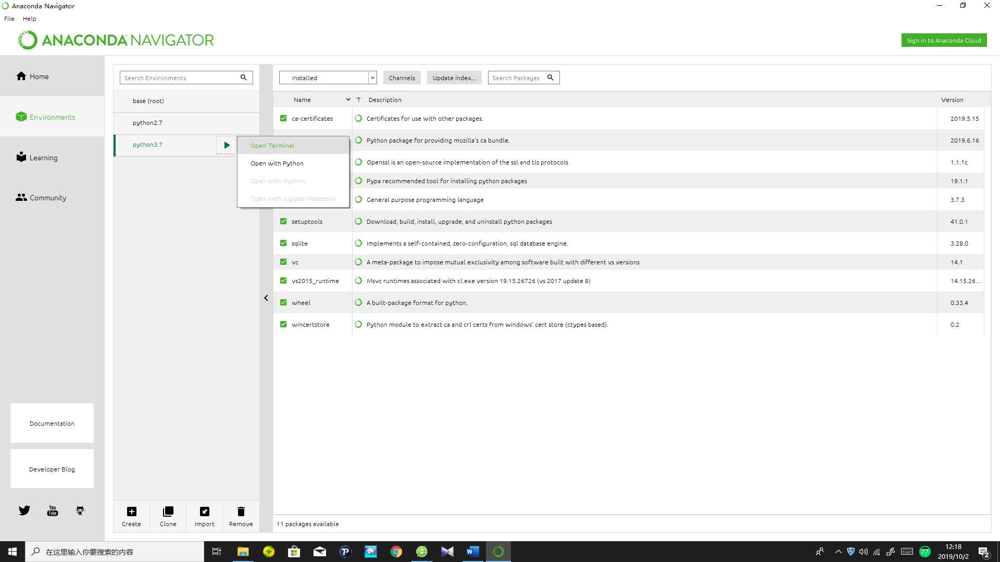 Anaconda Navigator
File Help
ANACONDA NAVIGATOR
Sign in to Anaconda Cloud
Home
Environments
Learning
Community
Documentation
Developer Blog
You
Tube
Search Environments
base (root)
python2.7
python3.7
Open Terminal
Open with Python
Open with IPython
Open with Jupyter Notebook
Create Clone Import Remove
Installed Channels Update index... Search Packages
Name T Description Version
ca-certificates Certificates for use with other packages. 2019.5.15
Python package for providing mozilla's ca bundle. 2019.6.16
Openssl is an open-source implementation of the ssl and tls protocols 1.1.1c
Pypa recommended tool for installing python packages 19.1.1
General purpose programming language 3.7.3
setuptools Download, build, install, upgrade, and uninstall python packages 41.0.1
sqlite Implements a self-contained, zero-configuration, sql database engine. 3.28.0
vc A meta-package to impose mutual exclusivity among software built with different vs versions 14.1
vs2015_runtime Msvc runtimes associated with cl.exe version 19.15.26726 (vs 2017 update 8) 14.15.26...
wheel A built-package format for python. 0.33.4
wincertstore Python module to extract ca and crl certs from windows' cert store (ctypes based). 0.2
11 packages available
在这里输入你要搜索的内容
77
12:18
2019/10/2
2